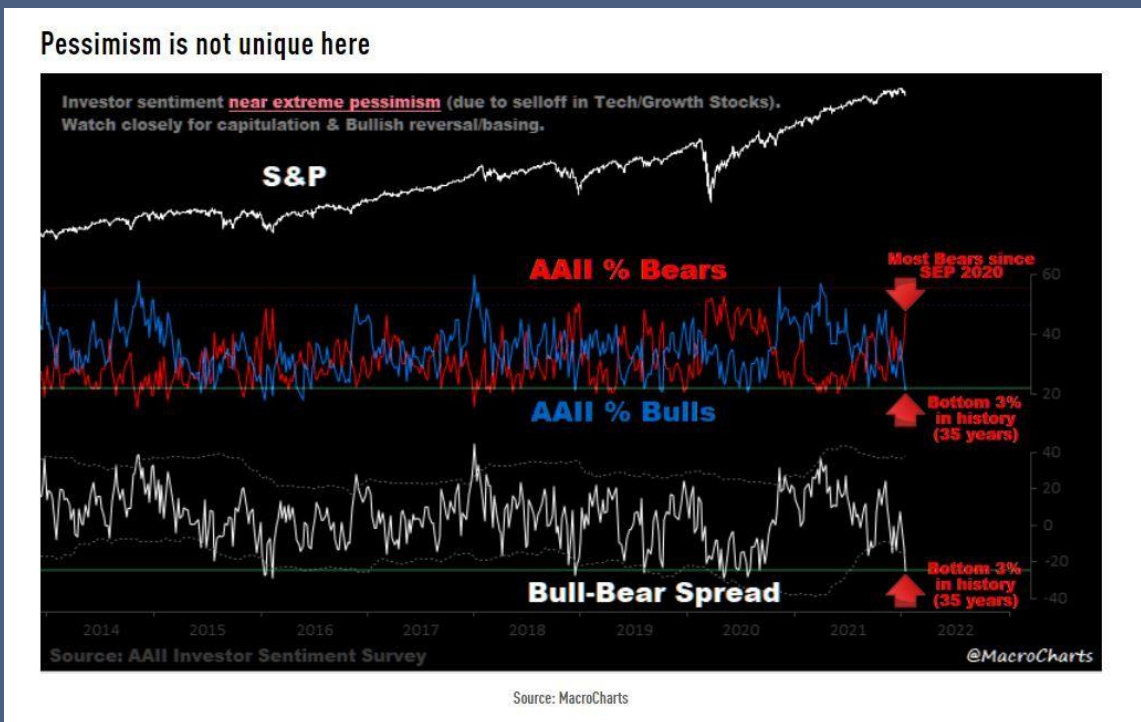 Pessimism is not unique here
Investor sentiment near extreme pessimism (due to selloff in Tech/Growth Stocks).
Watch closely for capitulation & Bullish reversal/basing.
S&P
AAII % Bears
Most Bears since
SEP 2020
60
40
20
AAII % Bulls
Bottom 3%
in history
(35 years)
40
20
0
-20
-40
Bull-Bear Spread
Bottom 3%
in history
(35 years)
2014 2015 2016 2017 2018 2019 2020 2021 2022
Source: AAII Investor Sentiment Survey
@MacroCharts
Source: MacroCharts